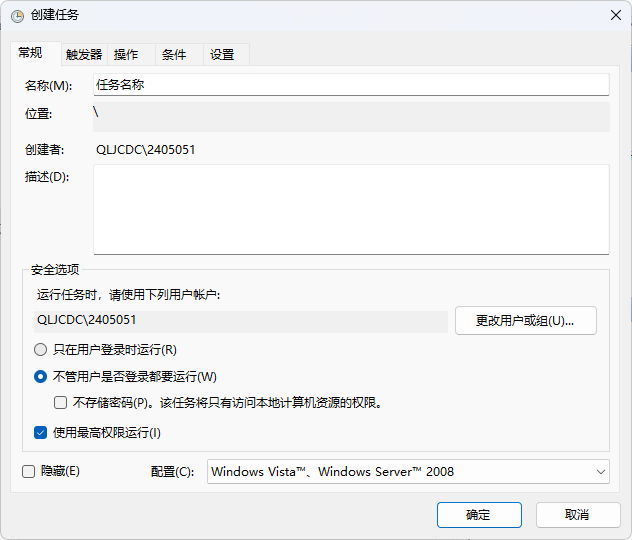 创建任务
常规 触发器 操作 条件 设置
名称(M): 任务名称
位置: \
创建者: QLJCDC\2405051
描述(D):
安全选项
运行任务时，请使用下列用户帐户:
QLJCDC\2405051 更改用户或组(U)...
只在用户登录时运行(R)
不管用户是否登录都要运行(W)
不存储密码(P)。该任务将只有访问本地计算机资源的权限。
使用最高权限运行(I)
隐藏(E) 配置(C): Windows Vista™、Windows Server™ 2008
确定 取消